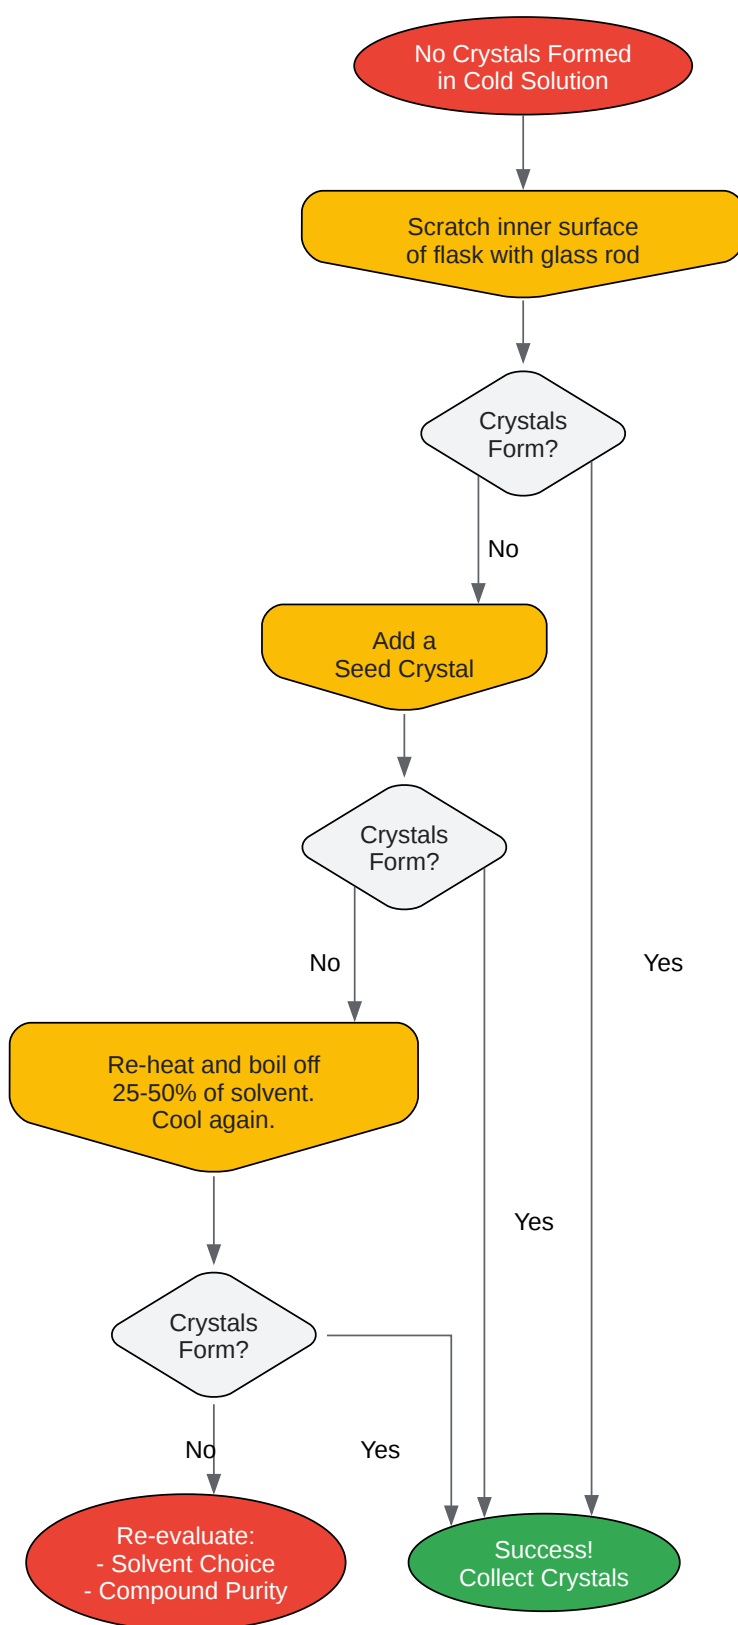 No Crystals Formed
in Cold Solution
Scratch inner surface
of flask with glass rod
Crystals
Form?
No
Add a
Seed Crystal
Crystals
Form?
No
Yes
Re-heat and boil off
25-50% of solvent.
Cool again.
Yes
Crystals
Form?
No
Yes
Re-evaluate:
- Solvent Choice
- Compound Purity
Success!
Collect Crystals